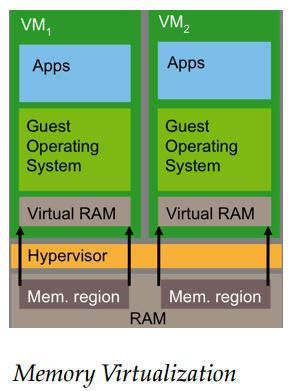 VM1
VM2
Apps
Apps
Guest
Operating
System
Guest
Operating
System
Virtual RAM
Virtual RAM
Hypervisor
Mem. region
Mem. region
RAM
Memory Virtualization